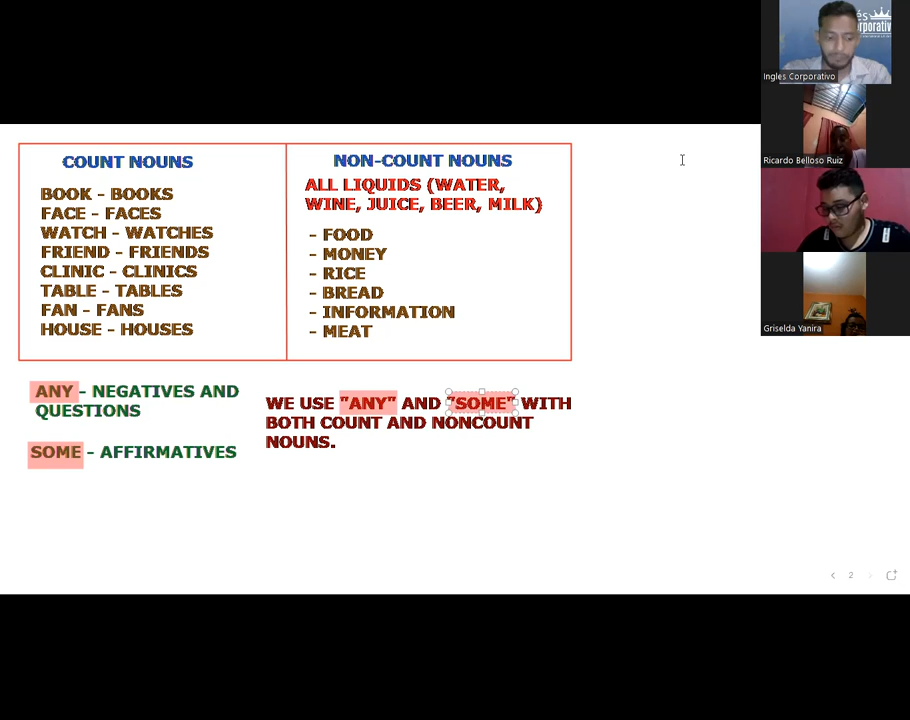 COUNT NOUNS
BOOK - BOOKS
FACE - FACES
WATCH - WATCHES
FRIEND - FRIENDS
CLINIC - CLINICS
TABLE - TABLES
FAN - FANS
HOUSE - HOUSES
NON-COUNT NOUNS
ALL LIQUIDS (WATER,
WINE, JUICE, BEER, MILK)
- FOOD
- MONEY
- RICE
- BREAD
- INFORMATION
- MEAT
ANY - NEGATIVES AND
QUESTIONS
SOME - AFFIRMATIVES
WE USE "ANY" AND "SOME" WITH
BOTH COUNT AND NONCOUNT
NOUNS.
2
Ingles Corporativo
Ricardo Belloso Ruiz
Griselda Yanira